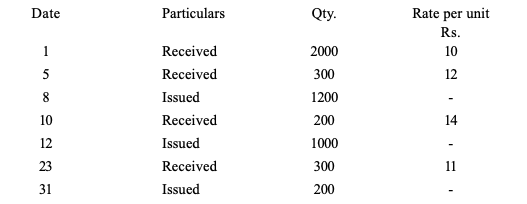 Date Particulars Qty. Rate per unit
Rs.
1 Received 2000 10
5 Received 300 12
8 Issued 1200 -
10 Received 200 14
12 Issued 1000 -
23 Received 300 11
31 Issued 200 -